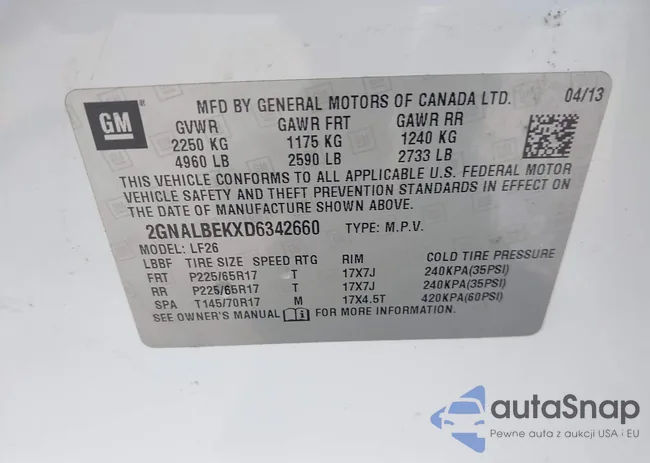 GM
MFD BY GENERAL MOTORS OF CANADA LTD. 04/13
GVWR GAWR FRT GAWR RR
2250 KG 1175 KG 1240 KG
4960 LB 2590 LB 2733 LB
THIS VEHICLE CONFORMS TO ALL APPLICABLE U.S. FEDERAL MOTOR
VEHICLE SAFETY AND THEFT PREVENTION STANDARDS IN EFFECT ON
THE DATE OF MANUFACTURE SHOWN ABOVE.
2GNALBEKXD6342660 TYPE: M.P.V.
MODEL: LF26
LBBF TIRE SIZE SPEED RTG RIM COLD TIRE PRESSURE
FRT P225/65R17 T 17X7J 240KPA(35PSI)
RR P225/65R17 T 17X7J 240KPA(35PSI)
SPA T145/70R17 M 17X4.5T 420KPA(60PSI)
SEE OWNER'S MANUAL FOR MORE INFORMATION.
autoSnap
Pewne auta z aukcji USA i EU